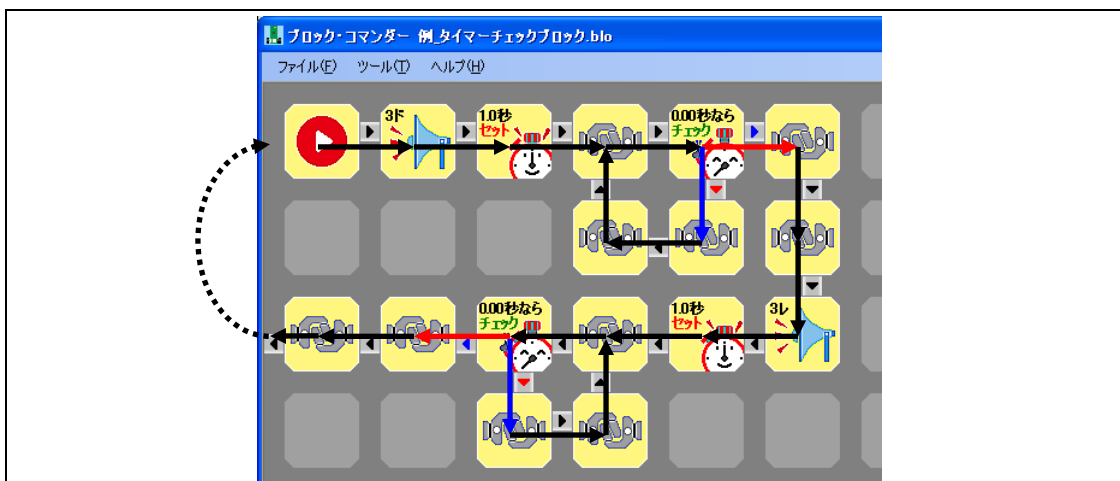 ブロック・コマンダー 例_タイマーチェックブロック.blo
ファイル(F) ツール(T) ヘルプ(H)
3ド
1.0秒
セット
0.00秒なら
チェック
0.00秒なら
チェック
1.0秒
セット
3レ